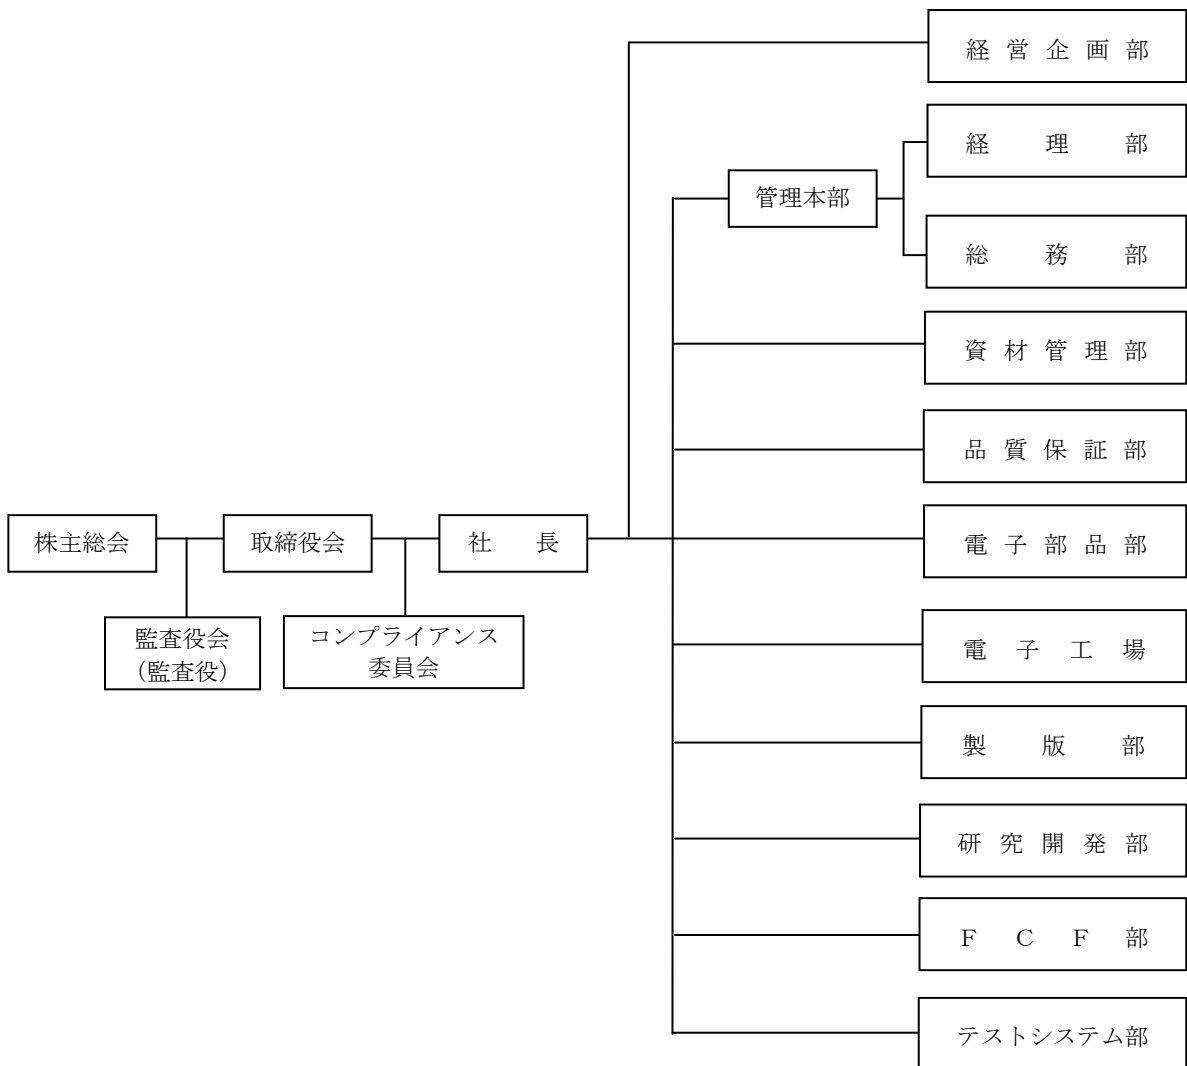 経営企画部
経理部
管理本部
総務部
資材管理部
品質保証部
株主総会
取締役会
社長
電子部品部
監査役会
（監査役）
コンプライアンス
委員会
電子工場
製版部
研究開発部
ＦＣＦ部
テストシステム部